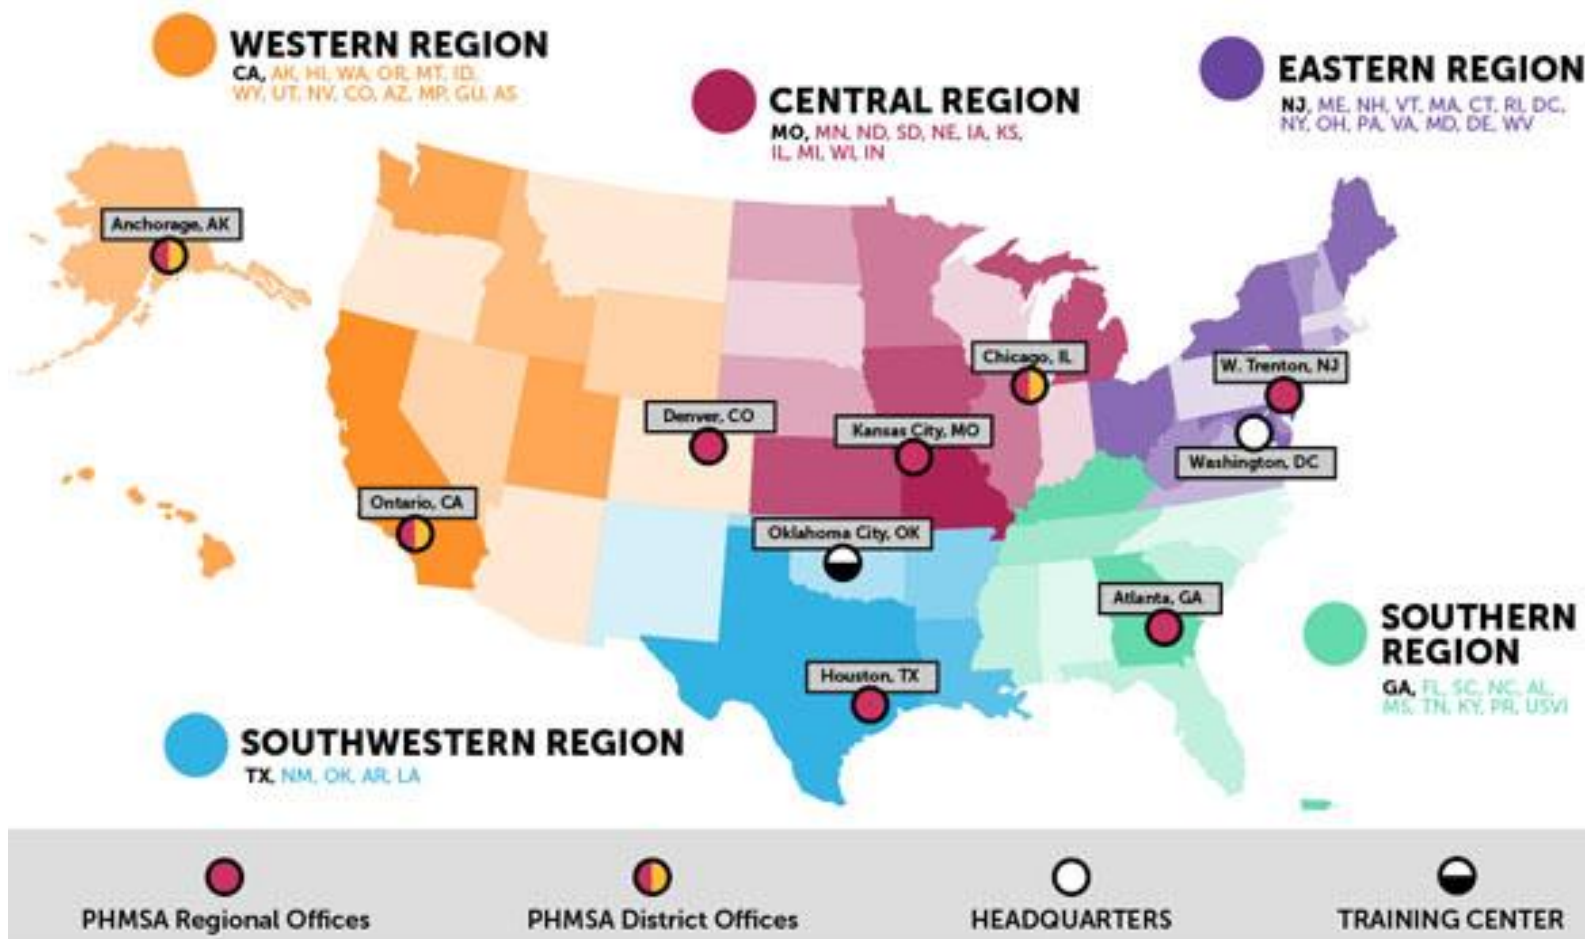 WESTERN REGION
CA, AK, HI, WA, OR, MT, ID,
WY, UT, NV, CO, AZ, MP, GU, AS
CENTRAL REGION
MO, MN, ND, SD, NE, IA, KS,
IL, MI, WI, IN
EASTERN REGION
NJ, ME, NH, VT, MA, CT, RI, DC,
NY, OH, PA, VA, MD, DE, WV
Anchorage, AK
Chicago, IL
W. Trenton, NJ
Denver, CO
Kansas City, MO
Washington, DC
Ontario, CA
Oklahoma City, OK
Atlanta, GA
Houston, TX
SOUTHERN
REGION
GA, FL, SC, NC, AL,
MS, TN, KY, PR, USVI
SOUTHWESTERN REGION
TX, NM, OK, AR, LA
PHMSA Regional Offices
PHMSA District Offices
HEADQUARTERS
TRAINING CENTER